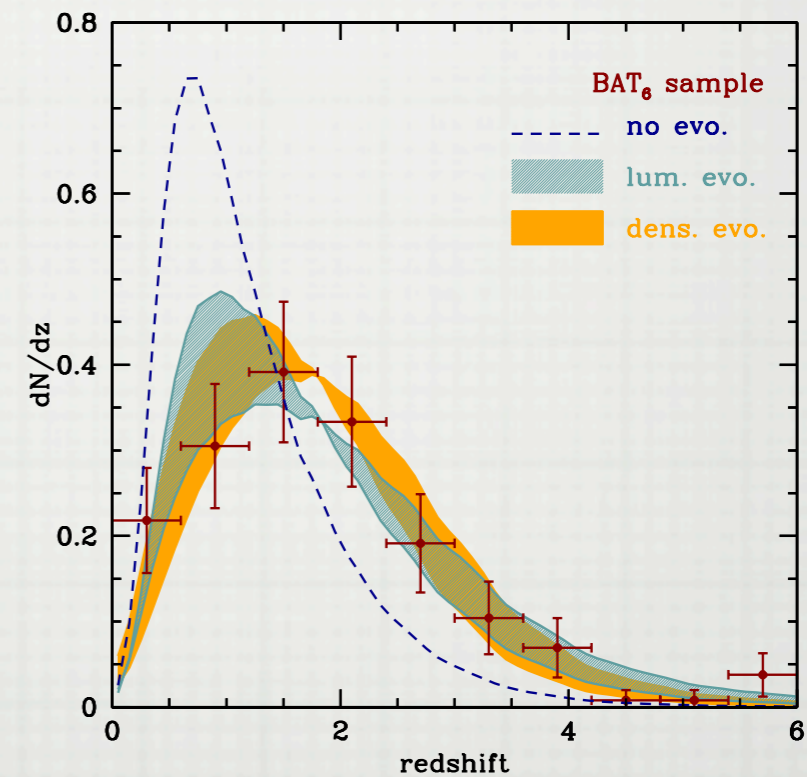 0.8
0.6
0.4
0.2
0
dN/dz
BAT6 sample
no evo.
lum. evo.
dens. evo.
0 2 4 6
redshift